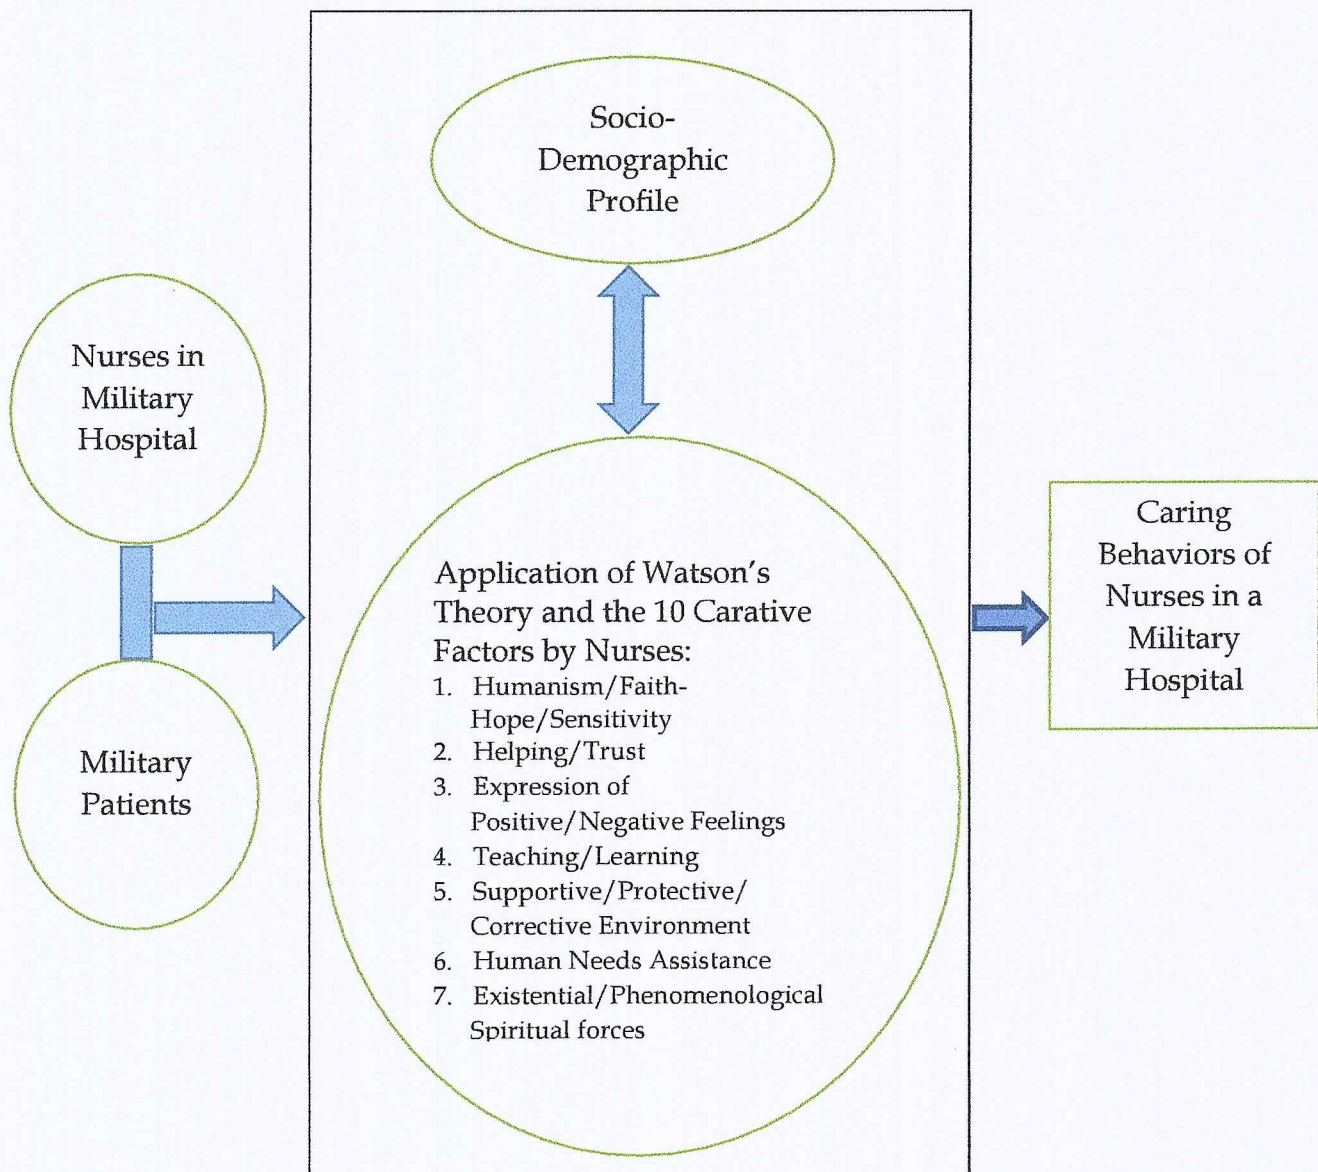 Socio-
Demographic
Profile
Nurses in
Military
Hospital
Military
Patients
Application of Watson's
Theory and the 10 Carative
Factors by Nurses:
1. Humanism/Faith-
Hope/Sensitivity
2. Helping/Trust
3. Expression of
Positive/Negative Feelings
4. Teaching/Learning
5. Supportive/Protective/
Corrective Environment
6. Human Needs Assistance
7. Existential/Phenomenological
Spiritual forces
Caring
Behaviors of
Nurses in a
Military
Hospital